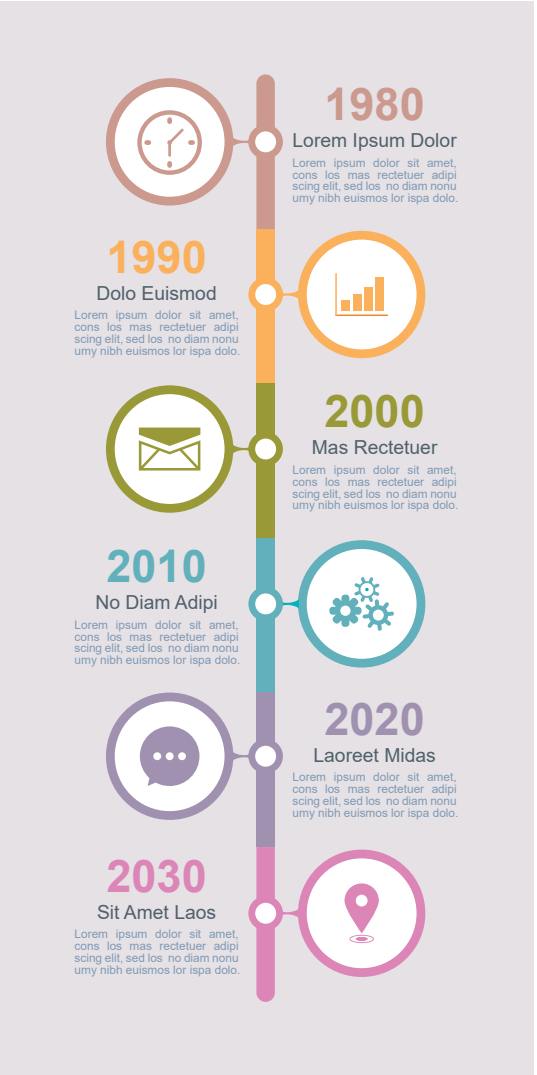 1980
Lorem Ipsum Dolor
Lorem ipsum dolor sit amet,
cons los mas rectetuer adipi
scing elit, sed los no diam nonu
umy nibh euismos lor ispa dolo.
1990
Dolo Euismod
Lorem ipsum dolor sit amet,
cons los mas rectetuer adipi
scing elit, sed los no diam nonu
umy nibh euismos lor ispa dolo.
2000
Mas Rectetuer
Lorem ipsum dolor sit amet,
cons los mas rectetuer adipi
scing elit, sed los no diam nonu
umy nibh euismos lor ispa dolo.
2010
No Diam Adipi
Lorem ipsum dolor sit amet,
cons los mas rectetuer adipi
scing elit, sed los no diam nonu
umy nibh euismos lor ispa dolo.
2020
Laoreet Midas
Lorem ipsum dolor sit amet,
cons los mas rectetuer adipi
scing elit, sed los no diam nonu
umy nibh euismos lor ispa dolo.
2030
Sit Amet Laos
Lorem ipsum dolor sit amet,
cons los mas rectetuer adipi
scing elit, sed los no diam nonu
umy nibh euismos lor ispa dolo.